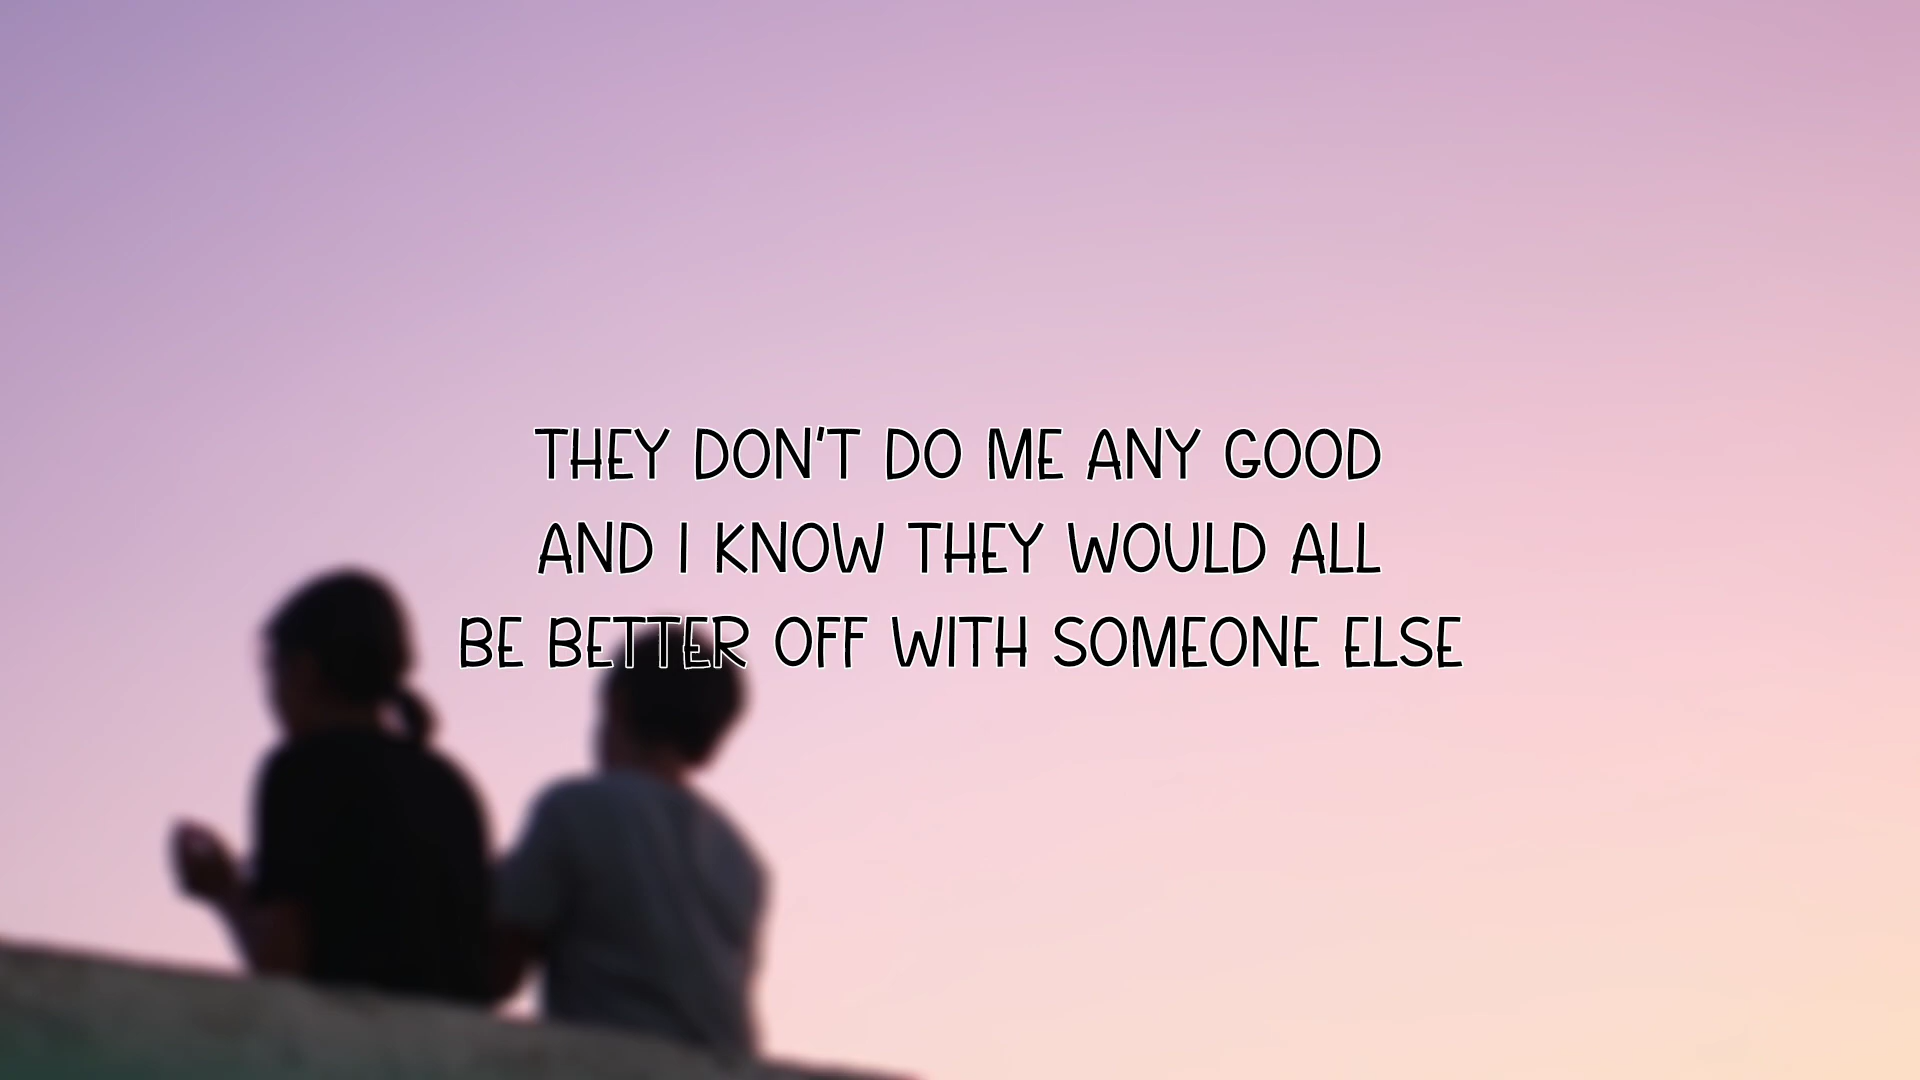 THEY DON'T DO ME ANY GOOD
AND I KNOW THEY WOULD ALL
BE BETTER OFF WITH SOMEONE ELSE